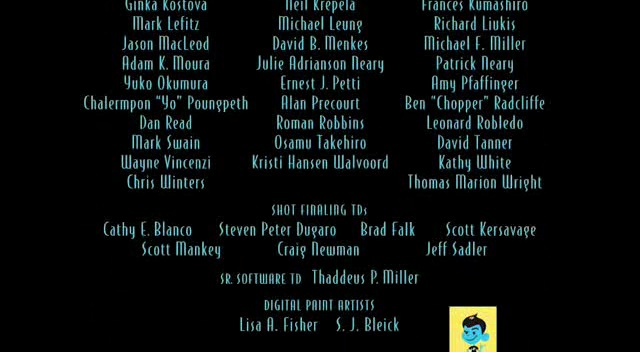 Ginka Kostova Neil Krepela Frances Kumashiro
Mark Lefitz Michael Leung Richard Liukis
Jason MacLeod David B. Menkes Michael F. Miller
Adam K. Moura Julie Adrianson Neary Patrick Neary
Yuko Okumura Ernest J. Petti Amy Pfaffinger
Chalermpon "Yo" Poungpeth Alan Precourt Ben "Chopper" Radcliffe
Dan Read Roman Robbins Leonard Robledo
Mark Swain Osamu Takehiro David Tanner
Wayne Vincenzi Kristi Hansen Walvoord Kathy White
Chris Winters Thomas Marion Wright
SHOT FINALING TDs
Cathy E. Blanco Steven Peter Dugaro Brad Falk Scott Kersavage
Scott Mankey Craig Newman Jeff Sadler
SR. SOFTWARE TD Thaddeus P. Miller
DIGITAL PAINT ARTISTS
Lisa A. Fisher S. J. Bleick